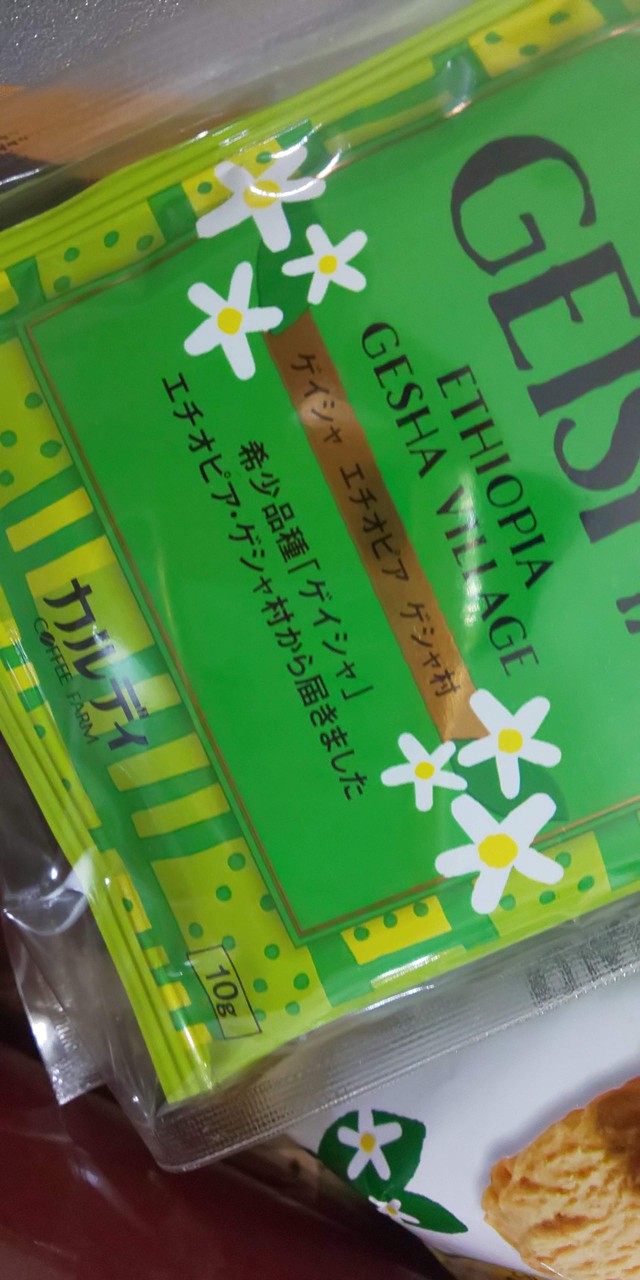 GEIS
ETHIOPIA
GESHA VILLAGE
ゲイシャ エチオピア ゲシャ村
希少品種「ゲイシャ」
エチオピア・ゲシャ村から届きました
カルディ
COFFEE FARM
10g